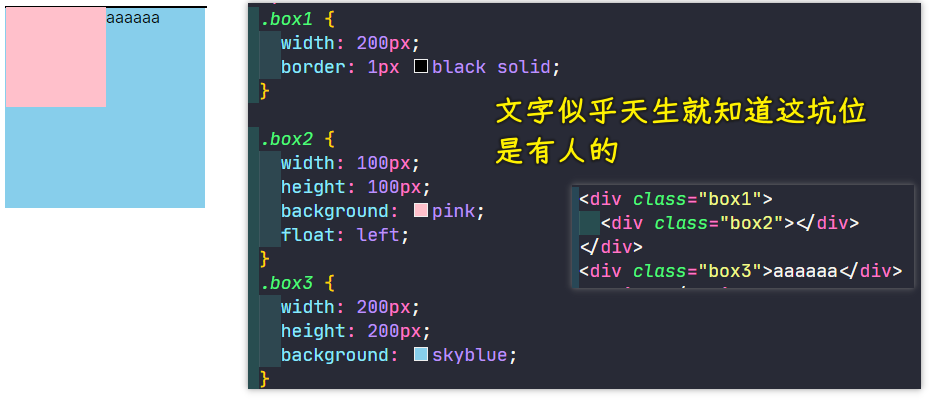 aaaaaa
.box1 {
width: 200px;
border: 1px black solid;
}
.box2 {
width: 100px;
height: 100px;
background: pink;
float: left;
}
.box3 {
width: 200px;
height: 200px;
background: skyblue;
}
文字似乎天生就知道这坑位
是有人的
<div class="box1">
<div class="box2"></div>
</div>
<div class="box3">aaaaaa</div>